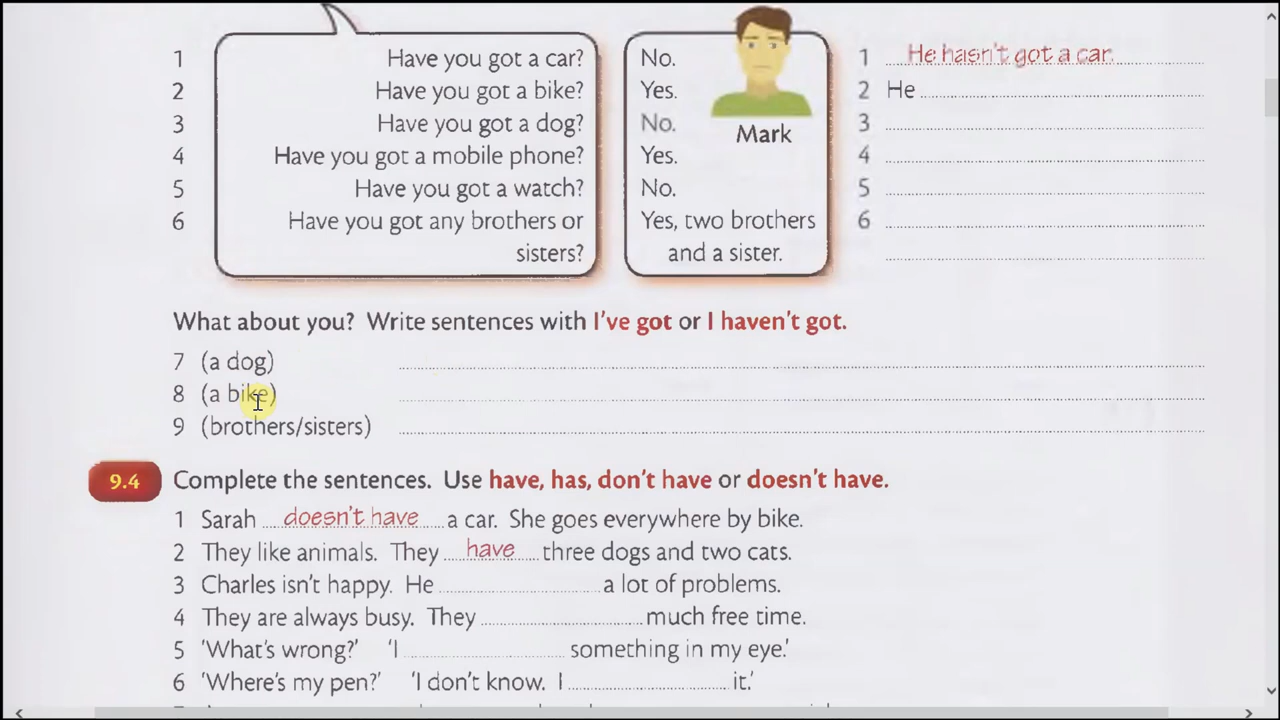 1 Have you got a car? No. 1 He hasn't got a car.
2 Have you got a bike? Yes. 2 He
3 Have you got a dog? No. Mark 3
4 Have you got a mobile phone? Yes. 4
5 Have you got a watch? No. 5
6 Have you got any brothers or Yes, two brothers 6
sisters? and a sister.
What about you? Write sentences with I've got or I haven't got.
7 (a dog)
8 (a bike)
9 (brothers/sisters)
9.4 Complete the sentences. Use have, has, don't have or doesn't have.
1 Sarah doesn't have a car. She goes everywhere by bike.
2 They like animals. They have three dogs and two cats.
3 Charles isn't happy. He a lot of problems.
4 They are always busy. They much free time.
5 'What's wrong?' 'I something in my eye.'
6 'Where's my pen?' 'I don't know. I it.'